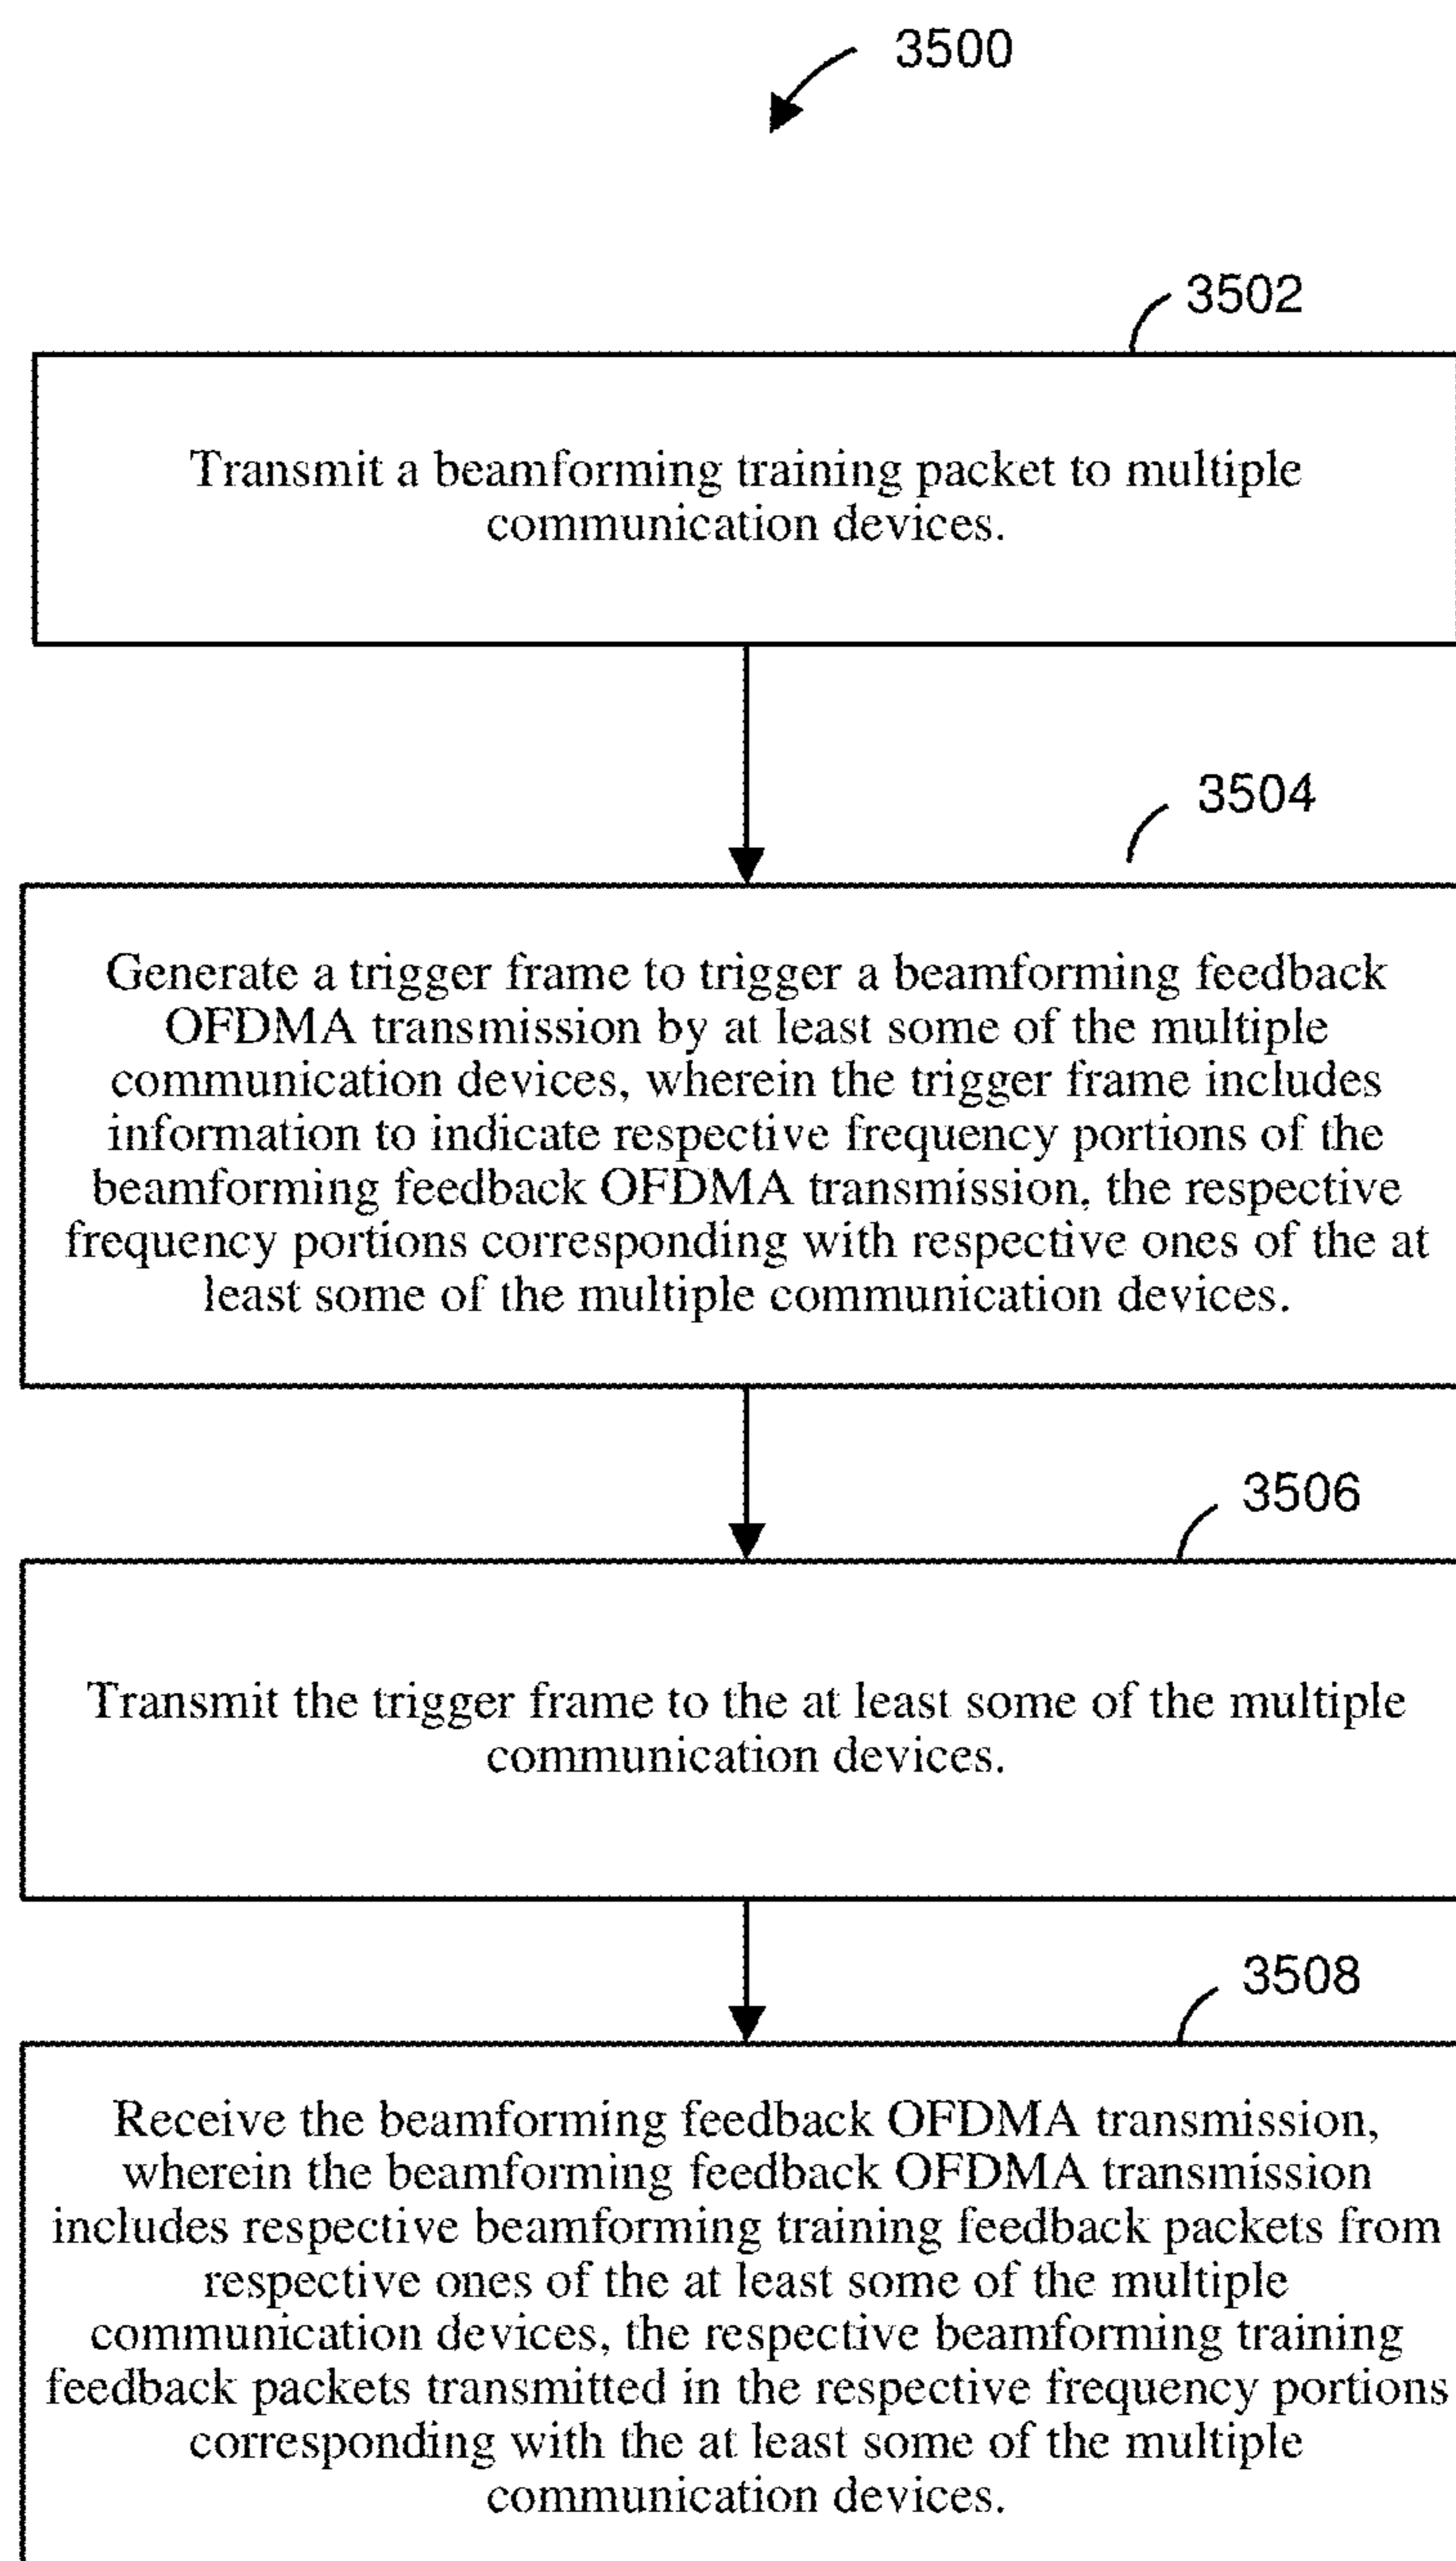 3500
3502
Transmit a beamforming training packet to multiple
communication devices.
3504
Generate a trigger frame to trigger a beamforming feedback
OFDMA transmission by at least some of the multiple
communication devices, wherein the trigger frame includes
information to indicate respective frequency portions of the
beamforming feedback OFDMA transmission, the respective
frequency portions corresponding with respective ones of the at
least some of the multiple communication devices.
3506
Transmit the trigger frame to the at least some of the multiple
communication devices.
3508
Receive the beamforming feedback OFDMA transmission,
wherein the beamforming feedback OFDMA transmission
includes respective beamforming training feedback packets from
respective ones of the at least some of the multiple
communication devices, the respective beamforming training
feedback packets transmitted in the respective frequency portions
corresponding with the at least some of the multiple
communication devices.